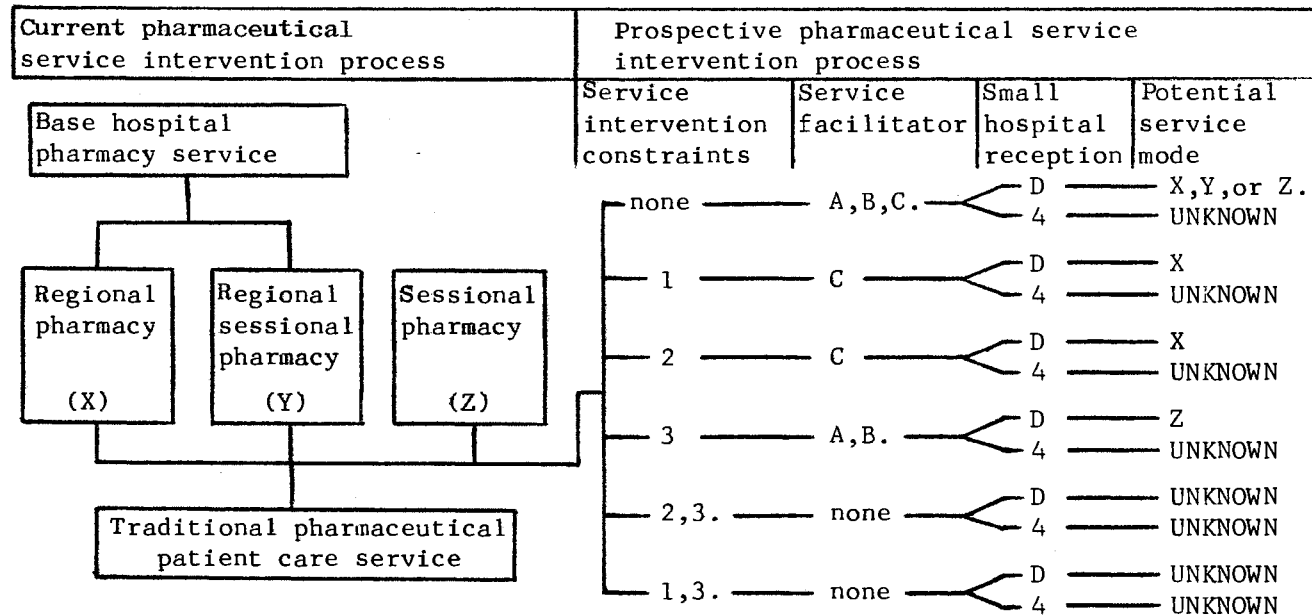 Current pharmaceutical
service intervention process
Prospective pharmaceutical service
intervention process
Service
intervention
constraints
Service
facilitator
Small
hospital
reception
Potential
service
mode
Base hospital
pharmacy service
Regional
pharmacy
(X)
Regional
sessional
pharmacy
(Y)
Sessional
pharmacy
(Z)
Traditional pharmaceutical
patient care service
none A,B,C. D X,Y,or Z.
4 UNKNOWN
1 C D X
4 UNKNOWN
2 C D X
4 UNKNOWN
3 A,B. D Z
4 UNKNOWN
2,3. none D UNKNOWN
4 UNKNOWN
1,3. none D UNKNOWN
4 UNKNOWN